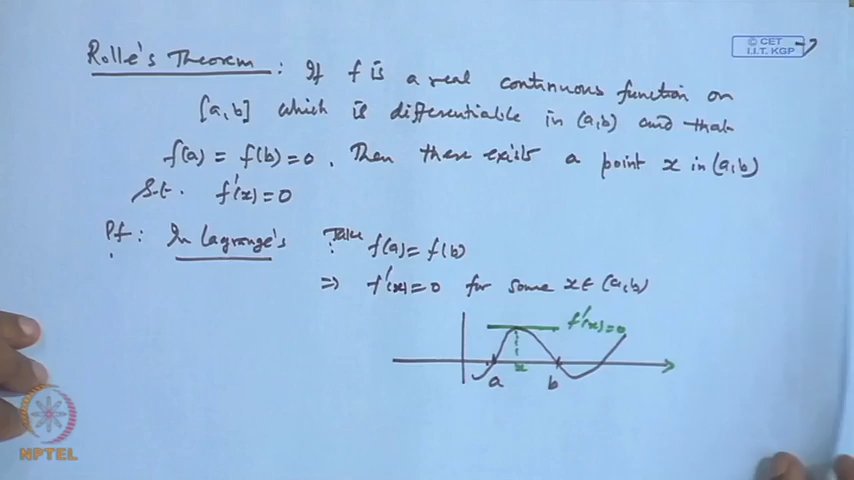 © CET
I.I.T. KGP
Rolle's Theorem : If f is a real continuous function on
[a,b] which is differentiable in (a,b) and that
f(a) = f(b) = 0. Then there exists a point x in (a,b)
S.t. f'(x) = 0
Pf : In Lagrange's Take f(a) = f(b)
⇒ f'(x) = 0 for some x ∈ (a,b)
f'(x) = 0
a x b
NPTEL